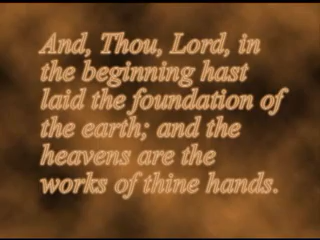 And, Thou, Lord, in
the beginning hast
laid the foundation of
the earth; and the
heavens are the
works of thine hands.